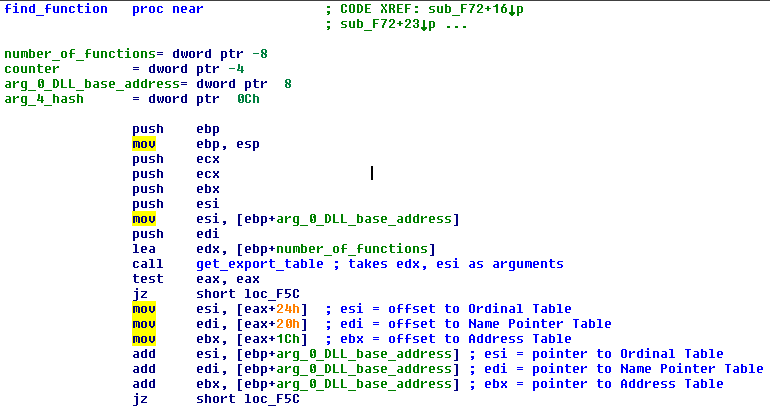 find_function   proc near               ; CODE XREF: sub_F72+16↓p
                                        ; sub_F72+23↓p ...
number_of_functions= dword ptr -8
counter         = dword ptr -4
arg_0_DLL_base_address= dword ptr  8
arg_4_hash      = dword ptr  0Ch
push    ebp
mov     ebp, esp
push    ecx
push    ecx
push    ebx
push    esi
mov     esi, [ebp+arg_0_DLL_base_address]
push    edi
lea     edx, [ebp+number_of_functions]
call    get_export_table ; takes edx, esi as arguments
test    eax, eax
jz      short loc_F5C
mov     esi, [eax+24h]  ; esi = offset to Ordinal Table
mov     edi, [eax+20h]  ; edi = offset to Name Pointer Table
mov     ebx, [eax+1Ch]  ; ebx = offset to Address Table
add     esi, [ebp+arg_0_DLL_base_address] ; esi = pointer to Ordinal Table
add     edi, [ebp+arg_0_DLL_base_address] ; edi = pointer to Name Pointer Table
add     ebx, [ebp+arg_0_DLL_base_address] ; ebx = pointer to Address Table
jz      short loc_F5C